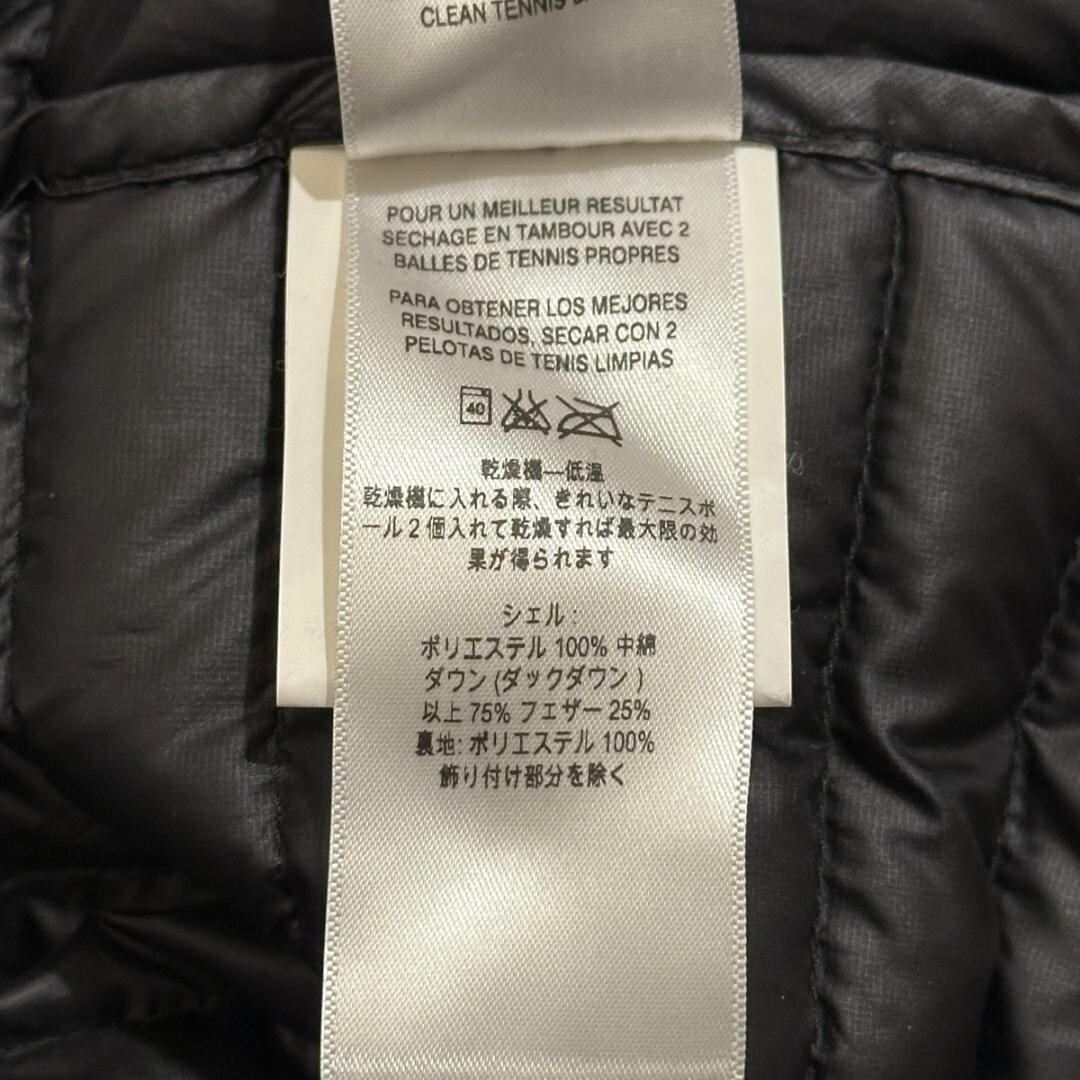 CLEAN TENNIS
POUR UN MEILLEUR RESULTAT
SECHAGE EN TAMBOUR AVEC 2
BALLES DE TENNIS PROPRES
PARA OBTENER LOS MEJORES
RESULTADOS, SECAR CON 2
PELOTAS DE TENIS LIMPIAS
40
乾燥機—低温
乾燥機に入れる際、きれいなテニスボ
ール2個入れて乾燥すれば最大限の効
果が得られます
シェル:
ポリエステル 100% 中綿
ダウン (ダックダウン )
以上 75% フェザー 25%
裏地: ポリエステル 100%
飾り付け部分を除く